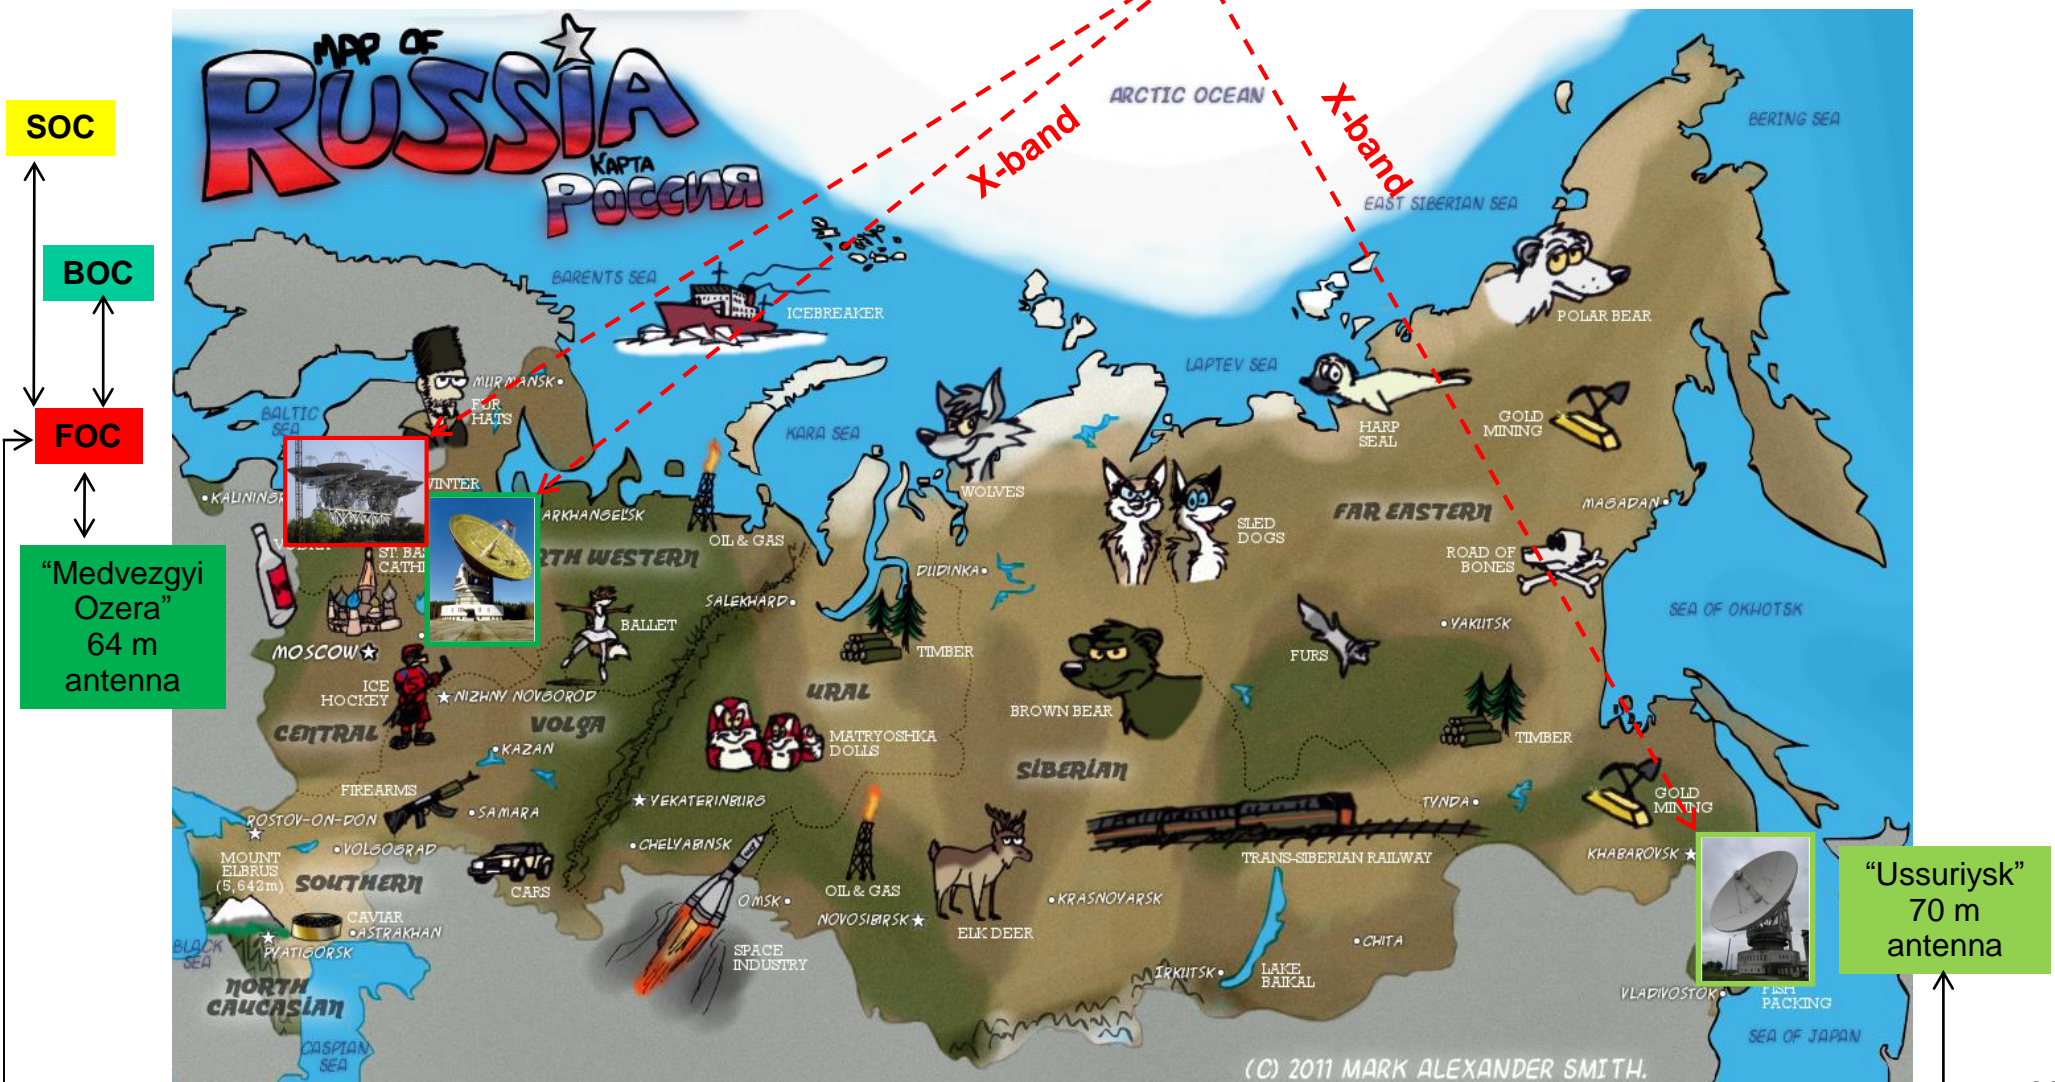 MAP OF
RUSSIA
КАРТА
РОССИЯ
SOC
BOC
FOC
"Medvezgyi
Ozera"
64 m
antenna
"Ussuriysk"
70 m
antenna
X-band
X-band
ARCTIC OCEAN
BERING SEA
EAST SIBERIAN SEA
BARENTS SEA
ICEBREAKER
POLAR BEAR
LAPTEV SEA
MURMANSK
FUR
HATS
BALTIC
SEA
KARA SEA
HARP
SEAL
GOLD
MINING
WINTER
WOLVES
MAGADAN
ARKHANGELSK
FAR EASTERN
SLED
DOGS
OIL & GAS
ROAD OF
BONES
DUDINKA
SALEKHARD
SEA OF OKHOTSK
BALLET
YAKUTSK
TIMBER
FURS
MOSCOW
ICE
HOCKEY
NIZHNY NOVGOROD
URAL
BROWN BEAR
CENTRAL
VOLGA
KAZAN
MATRYOSHKA
DOLLS
TIMBER
SIBERIAN
FIREARMS
YEKATERINBURG
TYNDA
GOLD
MINING
ROSTOV-ON-DON
SAMARA
VOLGOGRAD
CHELYABINSK
KHABAROVSK
TRANS-SIBERIAN RAILWAY
MOUNT
ELBRUS
(5,642m)
SOUTHERN
CARS
OIL & GAS
OMSK
KRASNOYARSK
NOVOSIBIRSK
ELK DEER
CAVIAR
ASTRAKHAN
BLACK
SEA
PYATIGORSK
SPACE
INDUSTRY
CHITA
IRKUTSK
LAKE
BAIKAL
NORTH
CAUCASIAN
VLADIVOSTOK
FISH
PACKING
CASPIAN
SEA
SEA OF JAPAN
(C) 2011 MARK ALEXANDER SMITH.